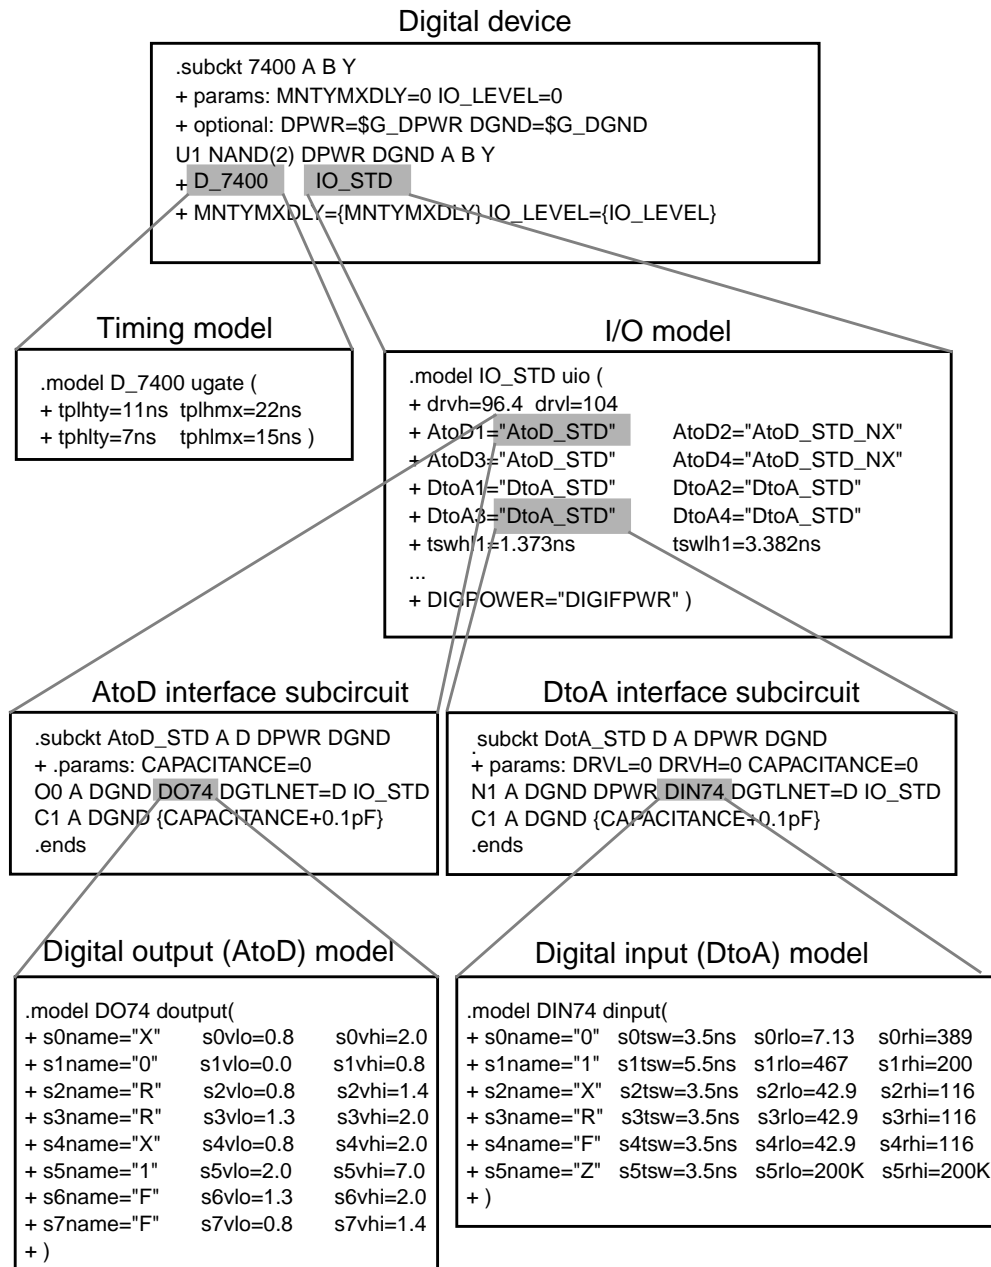 Digital device
.subckt 7400 A B Y
+ params: MNTYMXDLY=0 IO_LEVEL=0
+ optional: DPWR=$G_DPWR DGND=$G_DGND
U1 NAND(2) DPWR DGND A B Y
+ D_7400 IO_STD
+ MNTYMXDLY={MNTYMXDLY} IO_LEVEL={IO_LEVEL}
Timing model
.model D_7400 ugate (
+ tplhty=11ns tplhmx=22ns
+ tphlty=7ns tphlmx=15ns )
I/O model
.model IO_STD uio (
+ drvh=96.4 drvl=104
+ AtoD1="AtoD_STD" AtoD2="AtoD_STD_NX"
+ AtoD3="AtoD_STD" AtoD4="AtoD_STD_NX"
+ DtoA1="DtoA_STD" DtoA2="DtoA_STD"
+ DtoA3="DtoA_STD" DtoA4="DtoA_STD"
+ tswhl1=1.373ns tswlh1=3.382ns
...
+ DIGPOWER="DIGIFPWR" )
AtoD interface subcircuit
.subckt AtoD_STD A D DPWR DGND
+ .params: CAPACITANCE=0
O0 A DGND DO74 DGTLNET=D IO_STD
C1 A DGND {CAPACITANCE+0.1pF}
.ends
DtoA interface subcircuit
.subckt DotA_STD D A DPWR DGND
+ params: DRVL=0 DRVH=0 CAPACITANCE=0
N1 A DGND DPWR DIN74 DGTLNET=D IO_STD
C1 A DGND {CAPACITANCE+0.1pF}
.ends
Digital output (AtoD) model
.model DO74 doutput(
+ s0name="X" s0vlo=0.8 s0vhi=2.0
+ s1name="0" s1vlo=0.0 s1vhi=0.8
+ s2name="R" s2vlo=0.8 s2vhi=1.4
+ s3name="R" s3vlo=1.3 s3vhi=2.0
+ s4name="X" s4vlo=0.8 s4vhi=2.0
+ s5name="1" s5vlo=2.0 s5vhi=7.0
+ s6name="F" s6vlo=1.3 s6vhi=2.0
+ s7name="F" s7vlo=0.8 s7vhi=1.4
+ )
Digital input (DtoA) model
.model DIN74 dinput(
+ s0name="0" s0tsw=3.5ns s0rlo=7.13 s0rhi=389
+ s1name="1" s1tsw=5.5ns s1rlo=467 s1rhi=200
+ s2name="X" s2tsw=3.5ns s2rlo=42.9 s2rhi=116
+ s3name="R" s3tsw=3.5ns s3rlo=42.9 s3rhi=116
+ s4name="F" s4tsw=3.5ns s4rlo=42.9 s4rhi=116
+ s5name="Z" s5tsw=3.5ns s5rlo=200K s5rhi=200K
+ )